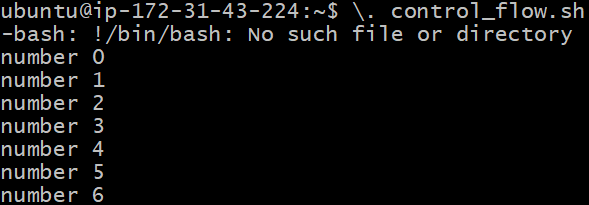 ubuntu@ip-172-31-43-224:~$ \. control_flow.sh
-bash: !/bin/bash: No such file or directory
number 0
number 1
number 2
number 3
number 4
number 5
number 6